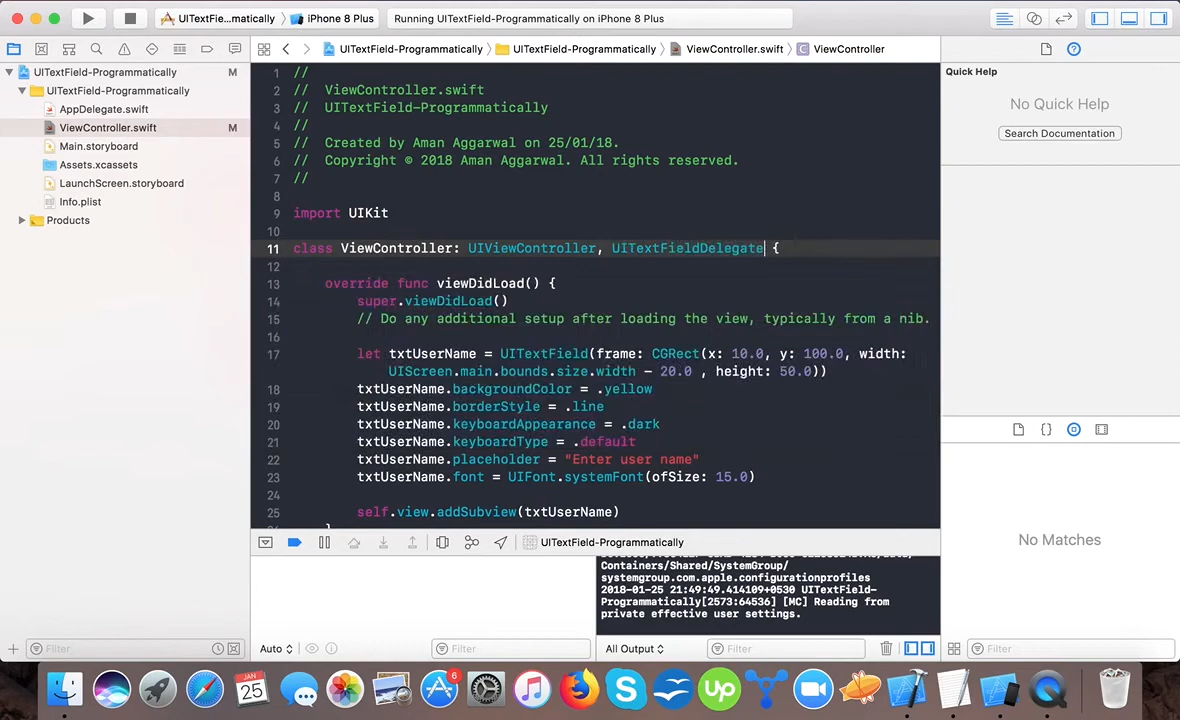 UITextFie...matically
iPhone 8 Plus
Running UITextField-Programmatically on iPhone 8 Plus
UITextField-Programmatically M
UITextField-Programmatically
AppDelegate.swift
ViewController.swift M
Main.storyboard
Assets.xcassets
LaunchScreen.storyboard
Info.plist
Products
Filter
UITextField-Programmatically
UITextField-Programmatically
ViewController.swift
C ViewController
1 //
2 //  ViewController.swift
3 //  UITextField-Programmatically
4 //
5 //  Created by Aman Aggarwal on 25/01/18.
6 //  Copyright © 2018 Aman Aggarwal. All rights reserved.
7 //
8
9 import UIKit
10
11 class ViewController: UIViewController, UITextFieldDelegate {
12
13     override func viewDidLoad() {
14         super.viewDidLoad()
15         // Do any additional setup after loading the view, typically from a nib.
16
17         let txtUserName = UITextField(frame: CGRect(x: 10.0, y: 100.0, width:
UIScreen.main.bounds.size.width - 20.0 , height: 50.0))
18         txtUserName.backgroundColor = .yellow
19         txtUserName.borderStyle = .line
20         txtUserName.keyboardAppearance = .dark
21         txtUserName.keyboardType = .default
22         txtUserName.placeholder = "Enter user name"
23         txtUserName.font = UIFont.systemFont(ofSize: 15.0)
24
25         self.view.addSubview(txtUserName)
UITextField-Programmatically
Containers/Shared/SystemGroup/
systemgroup.com.apple.configurationprofiles
2018-01-25 21:49:49.414109+0530 UITextField-
Programmatically[2573:64536] [MC] Reading from
private effective user settings.
Auto
Filter
All Output
Filter
Quick Help
No Quick Help
Search Documentation
{}
No Matches
Filter
JAN
25
6
Up